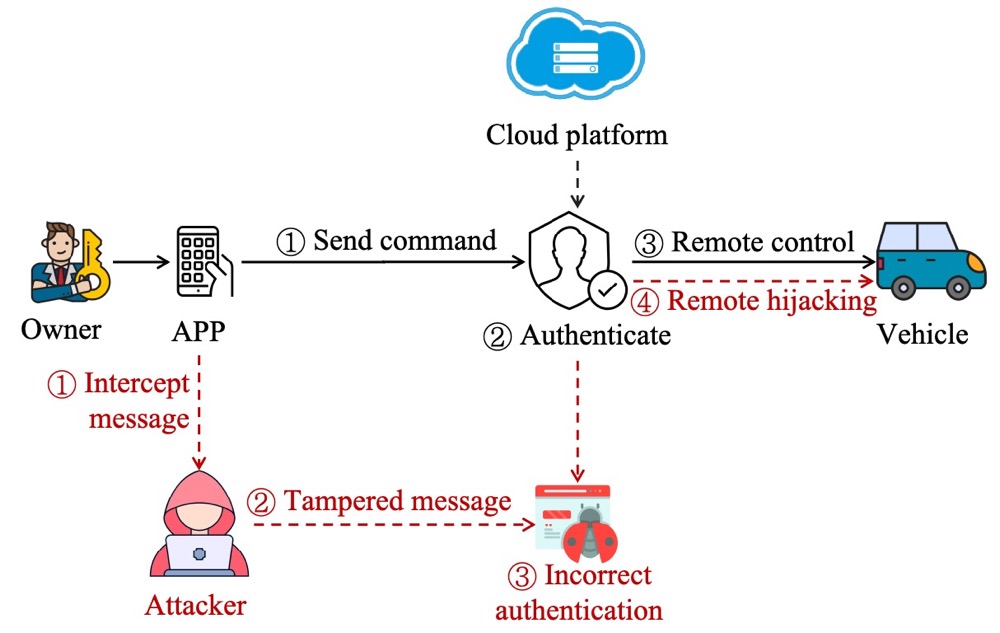 Cloud platform
① Send command
③ Remote control
④ Remote hijacking
Owner
APP
② Authenticate
Vehicle
① Intercept
message
② Tampered message
③ Incorrect
authentication
Attacker